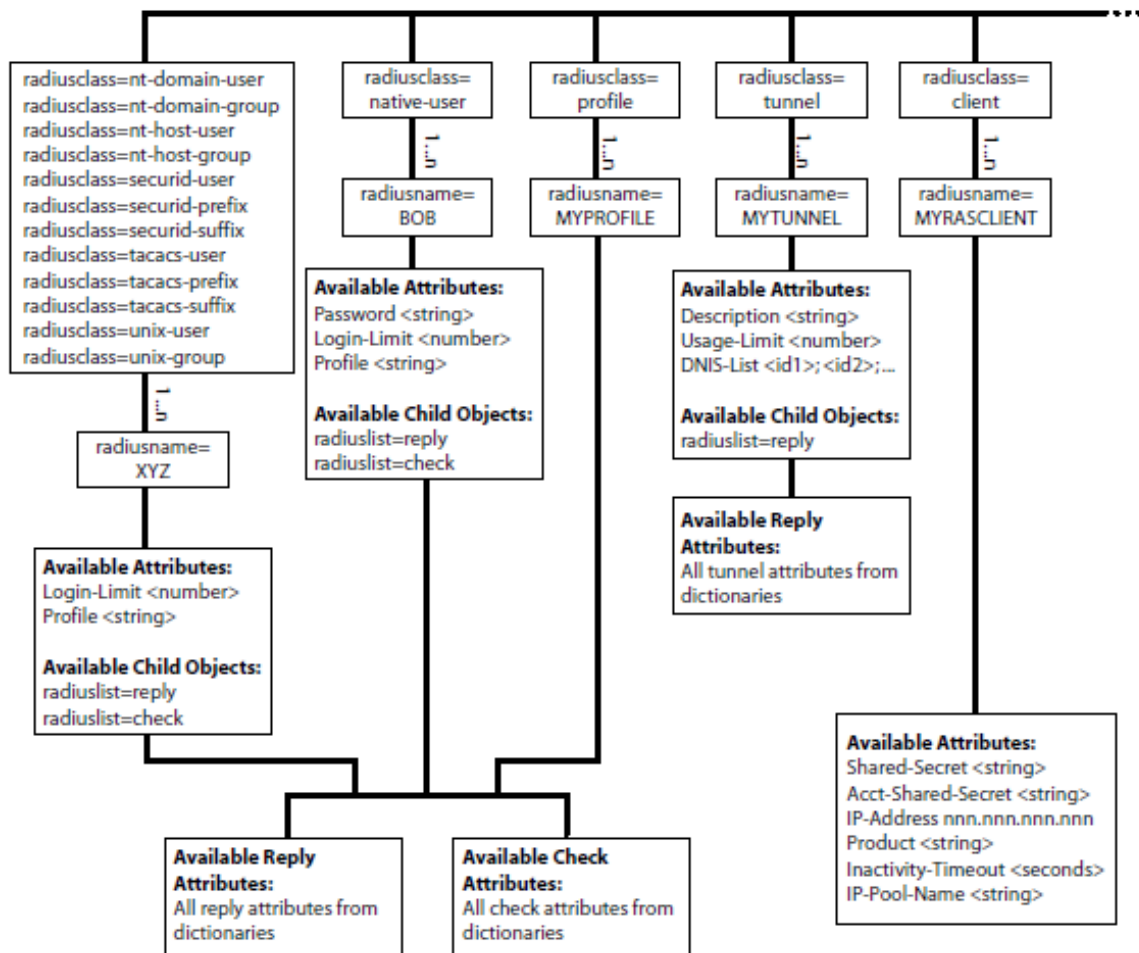 radiusclass=nt-domain-user
radiusclass=nt-domain-group
radiusclass=nt-host-user
radiusclass=nt-host-group
radiusclass=securid-user
radiusclass=securid-prefix
radiusclass=securid-suffix
radiusclass=tacacs-user
radiusclass=tacacs-prefix
radiusclass=tacacs-suffix
radiusclass=unix-user
radiusclass=unix-group
1...n
radiusname=
XYZ
Available Attributes:
Login-Limit <number>
Profile <string>
Available Child Objects:
radiuslist=reply
radiuslist=check
radiusclass=
native-user
1...n
radiusname=
BOB
Available Attributes:
Password <string>
Login-Limit <number>
Profile <string>
Available Child Objects:
radiuslist=reply
radiuslist=check
radiusclass=
profile
1...n
radiusname=
MYPROFILE
Available Reply
Attributes:
All reply attributes from
dictionaries
Available Check
Attributes:
All check attributes from
dictionaries
radiusclass=
tunnel
1...n
radiusname=
MYTUNNEL
Available Attributes:
Description <string>
Usage-Limit <number>
DNIS-List <id1>; <id2>; ...
Available Child Objects:
radiuslist=reply
Available Reply
Attributes:
All tunnel attributes from
dictionaries
radiusclass=
client
1...n
radiusname=
MYRASCLIENT
Available Attributes:
Shared-Secret <string>
Acct-Shared-Secret <string>
IP-Address nnn.nnn.nnn.nnn
Product <string>
Inactivity-Timeout <seconds>
IP-Pool-Name <string>